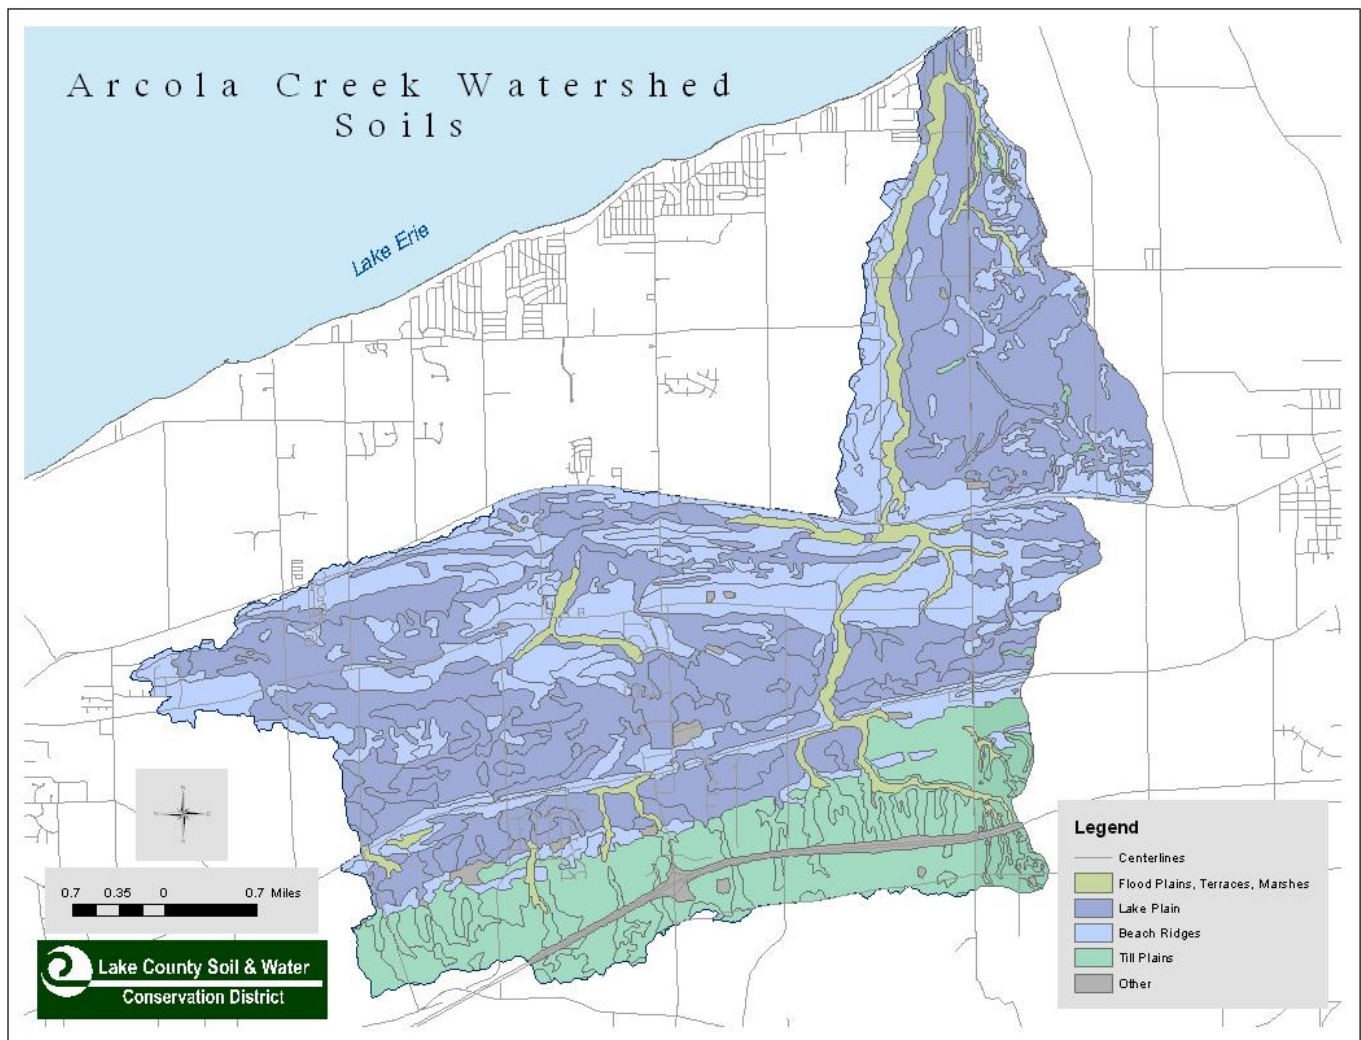 Arcola Creek Watershed
Soils
Lake Erie
0.7 0.35 0 0.7 Miles
Lake County Soil & Water
Conservation District
Legend
Centerlines
Flood Plains, Terraces, Marshes
Lake Plain
Beach Ridges
Till Plains
Other